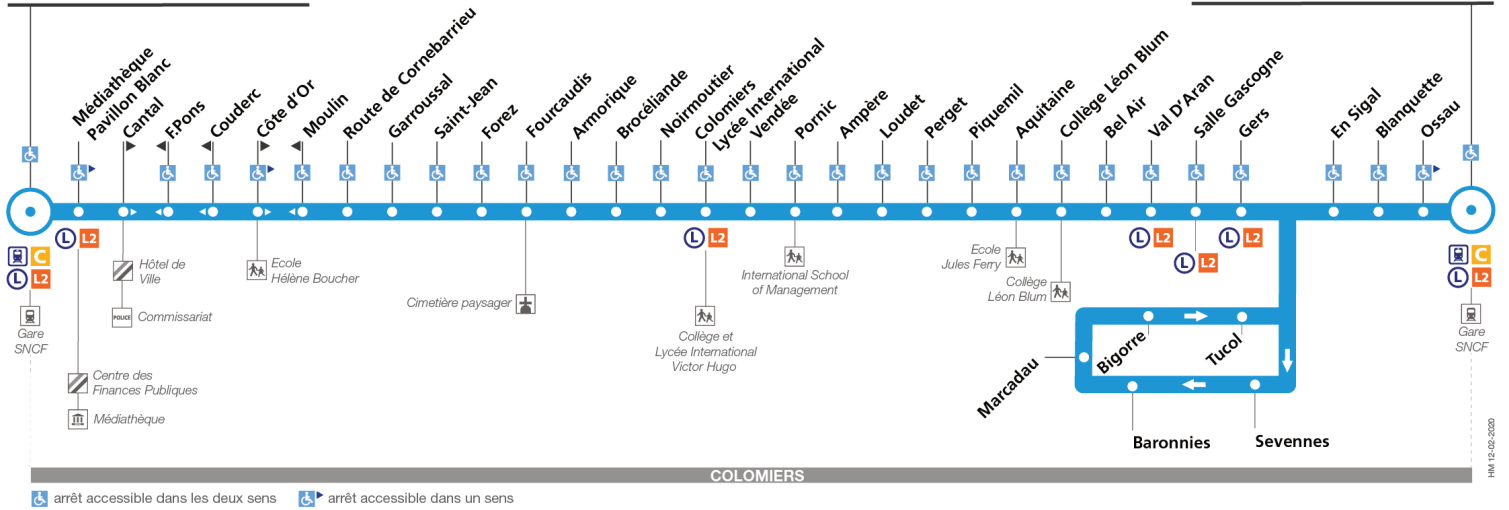 Médiathèque
Pavillon Blanc
Cantal
F.Pons
Couderc
Côte d'Or
Moulin
Route de Cornebarrieu
Garroussal
Saint-Jean
Forez
Fourcaudis
Armorique
Brocéliande
Noirmoutier
Colomiers
Lycée International
Vendée
Pornic
Ampère
Loudet
Perget
Piquemil
Aquitaine
Collège Léon Blum
Bel Air
Val D'Aran
Salle Gascogne
Gers
En Sigal
Blanquette
Ossau
L L2
L L2
L L2
L L2
L L2
C
L L2
C
L L2
Gare
SNCF
Hôtel de
Ville
POLICE Commissariat
Centre des
Finances Publiques
Médiathèque
Ecole
Hélène Boucher
Cimetière paysager
Collège et
Lycée International
Victor Hugo
International School
of Management
Ecole
Jules Ferry
Collège
Léon Blum
Marcadau
Bigorre
Tucol
Baronnies
Sevennes
Gare
SNCF
HM 12-02-2020
COLOMIERS
arrêt accessible dans les deux sens
arrêt accessible dans un sens